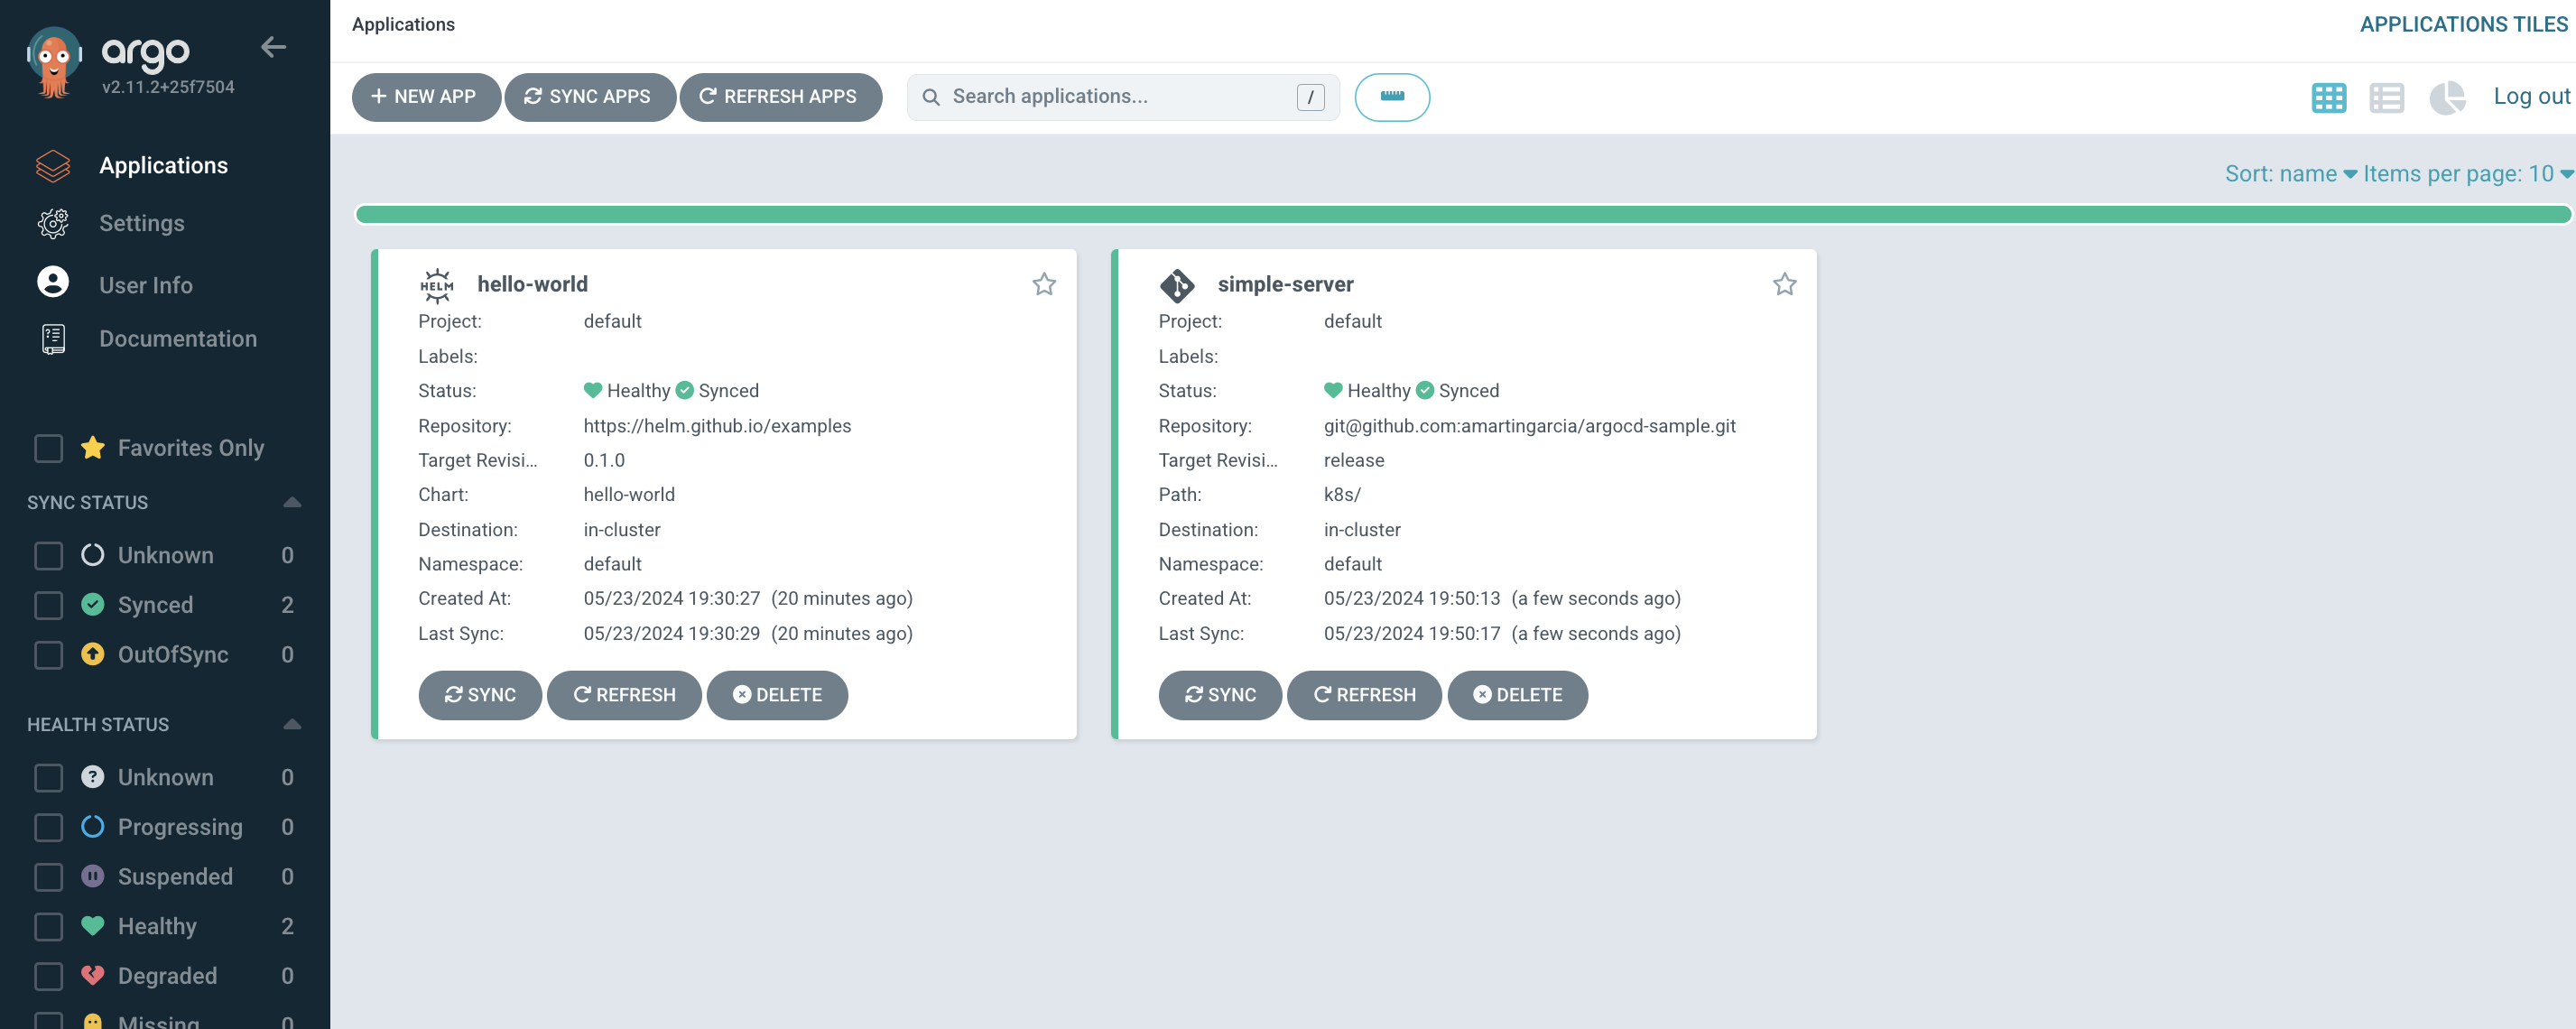 argo
v2.11.2+25f7504
Applications
Settings
User Info
Documentation
Favorites Only
SYNC STATUS
Unknown 0
Synced 2
OutOfSync 0
HEALTH STATUS
Unknown 0
Progressing 0
Suspended 0
Healthy 2
Degraded 0
Missing 0
Applications
APPLICATIONS TILES
NEW APP SYNC APPS REFRESH APPS Search applications... / Log out
Sort: name Items per page: 10
HELM hello-world
Project: default
Labels:
Status: Healthy Synced
Repository: https://helm.github.io/examples
Target Revisi... 0.1.0
Chart: hello-world
Destination: in-cluster
Namespace: default
Created At: 05/23/2024 19:30:27 (20 minutes ago)
Last Sync: 05/23/2024 19:30:29 (20 minutes ago)
SYNC REFRESH DELETE
simple-server
Project: default
Labels:
Status: Healthy Synced
Repository: git@github.com:amartingarcia/argocd-sample.git
Target Revisi... release
Path: k8s/
Destination: in-cluster
Namespace: default
Created At: 05/23/2024 19:50:13 (a few seconds ago)
Last Sync: 05/23/2024 19:50:17 (a few seconds ago)
SYNC REFRESH DELETE